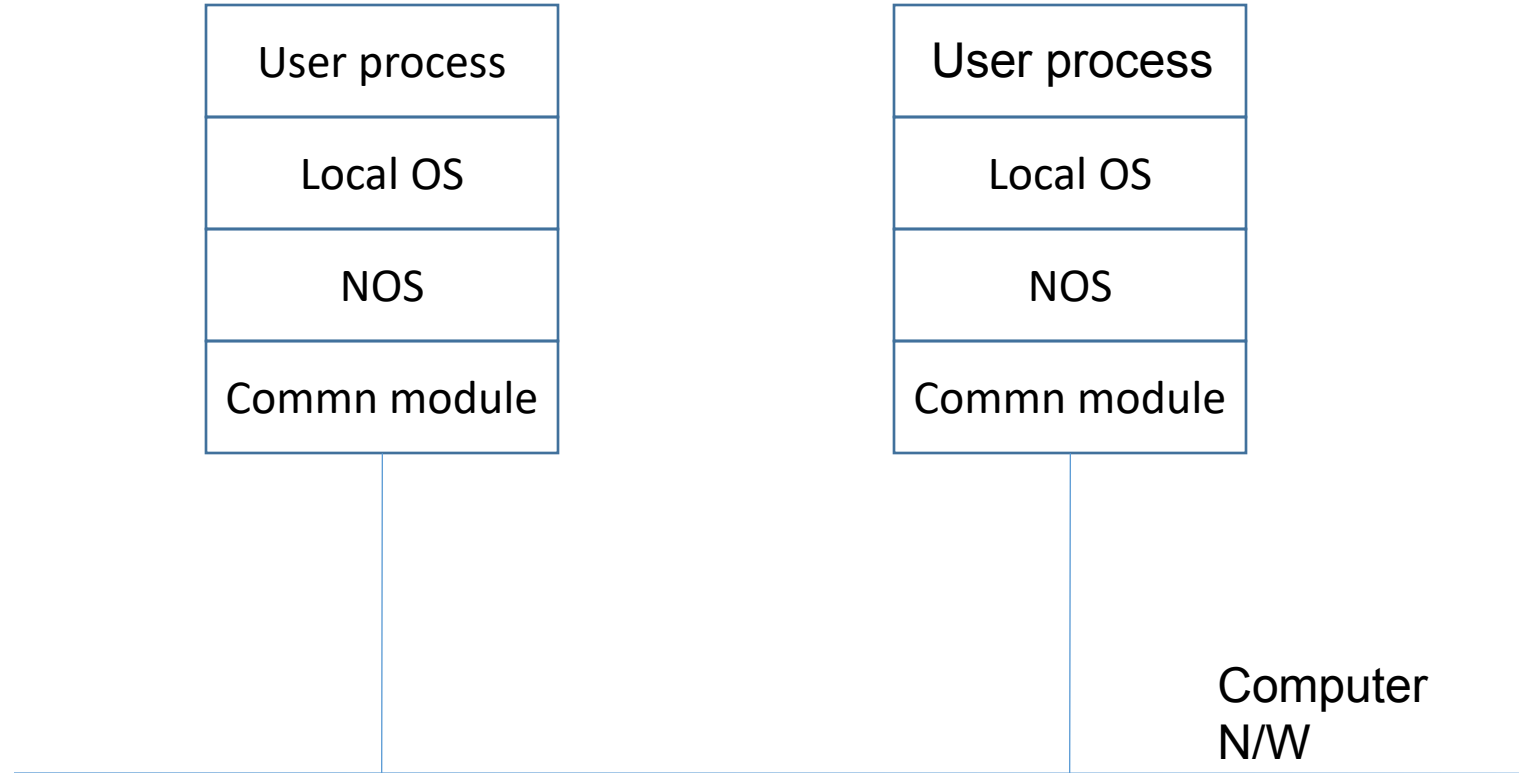 User process
Local OS
NOS
Commn module
User process
Local OS
NOS
Commn module
Computer
N/W